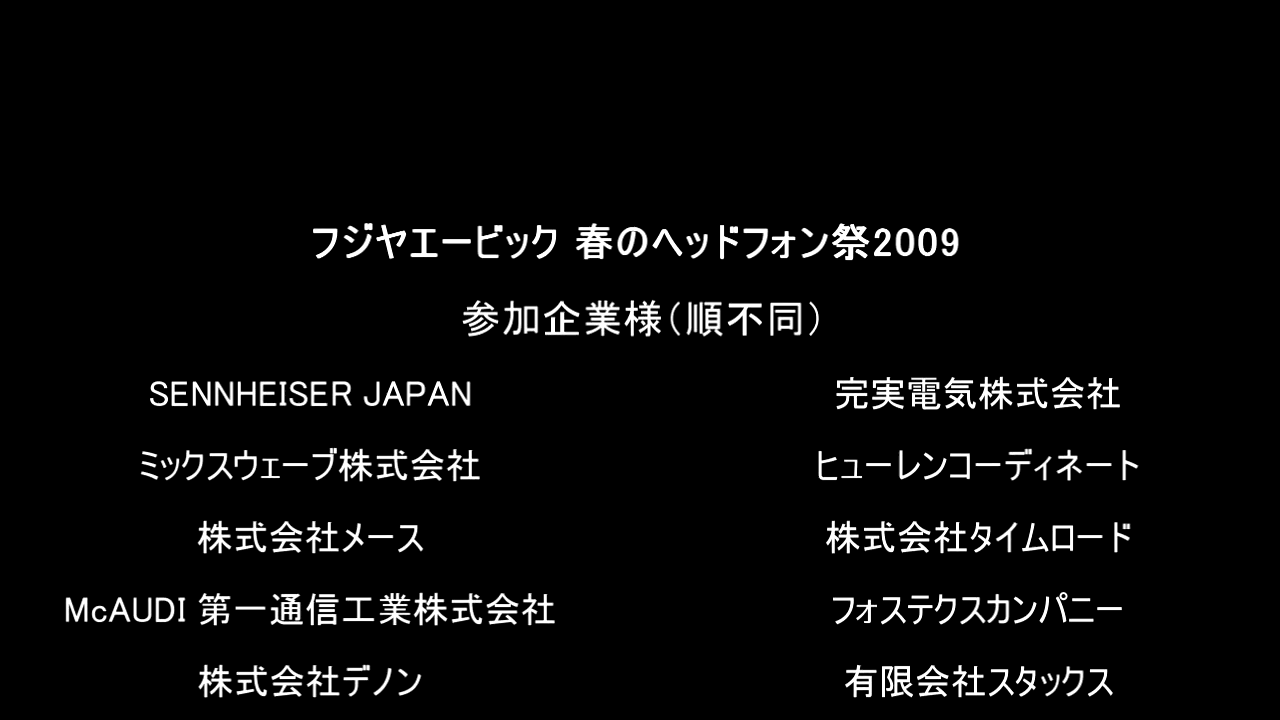 フジヤエービック 春のヘッドフォン祭2009
参加企業様（順不同）
SENNHEISER JAPAN
完実電気株式会社
ミックスウェーブ株式会社
ヒューレンコーディネート
株式会社メース
株式会社タイムロード
McAUDI 第一通信工業株式会社
フォステクスカンパニー
株式会社デノン
有限会社スタックス